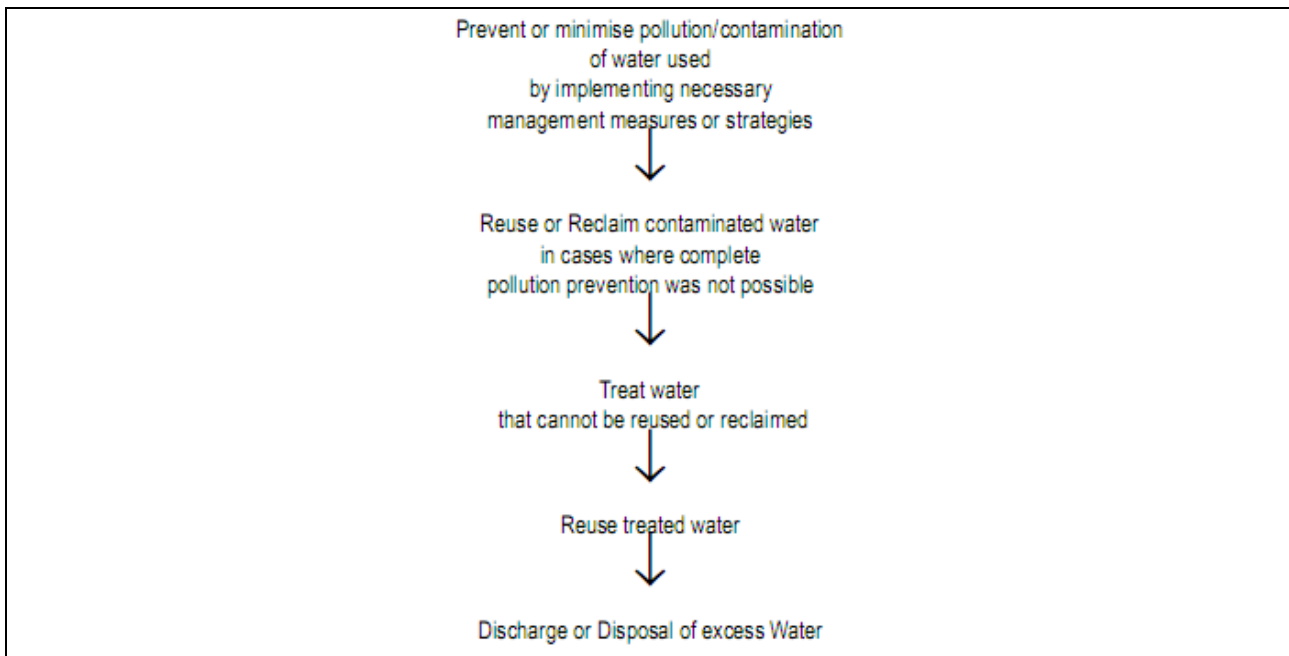 Prevent or minimise pollution/contamination
of water used
by implementing necessary
management measures or strategies
Reuse or Reclaim contaminated water
in cases where complete
pollution prevention was not possible
Treat water
that cannot be reused or reclaimed
Reuse treated water
Discharge or Disposal of excess Water